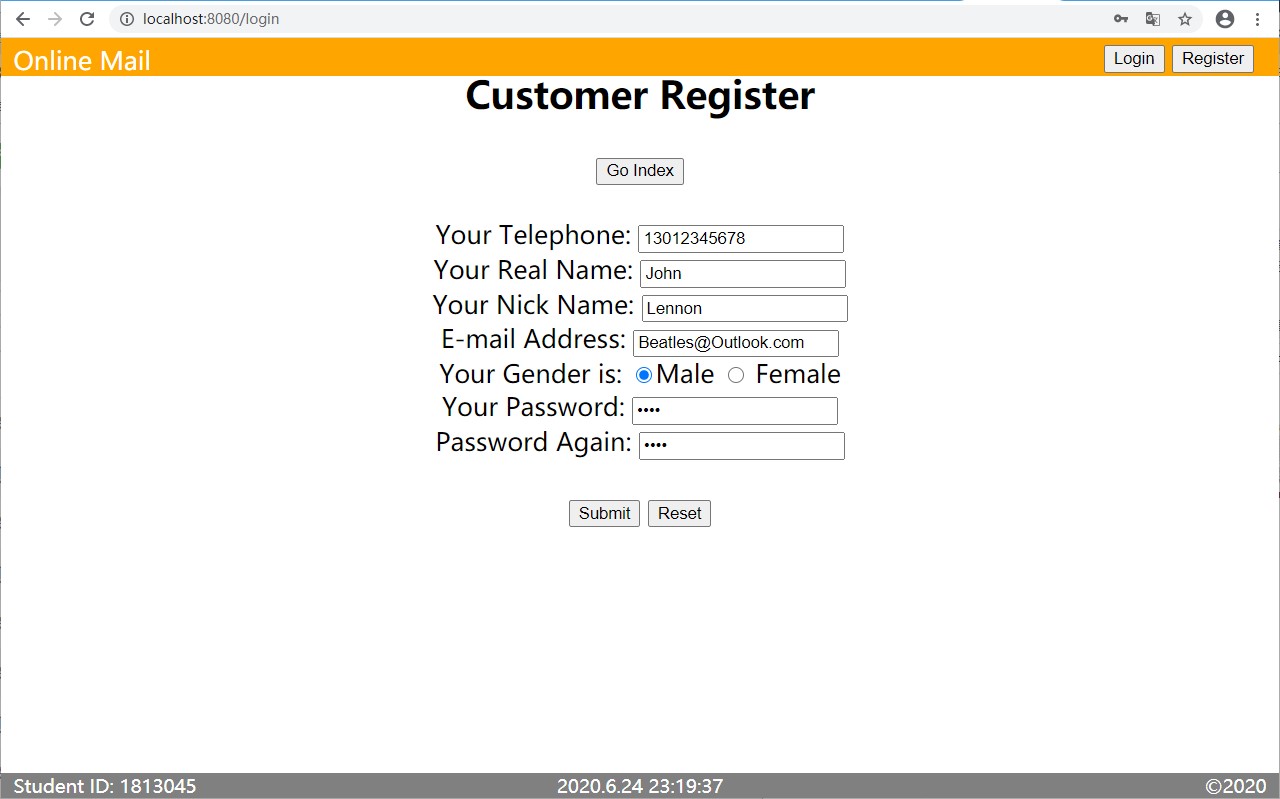 localhost:8080/login
Online Mail Login Register
Customer Register
Go Index
Your Telephone: 13012345678
Your Real Name: John
Your Nick Name: Lennon
E-mail Address: Beatles@Outlook.com
Your Gender is: Male Female
Your Password: ••••
Password Again: ••••
Submit Reset
Student ID: 1813045 2020.6.24 23:19:37 ©2020